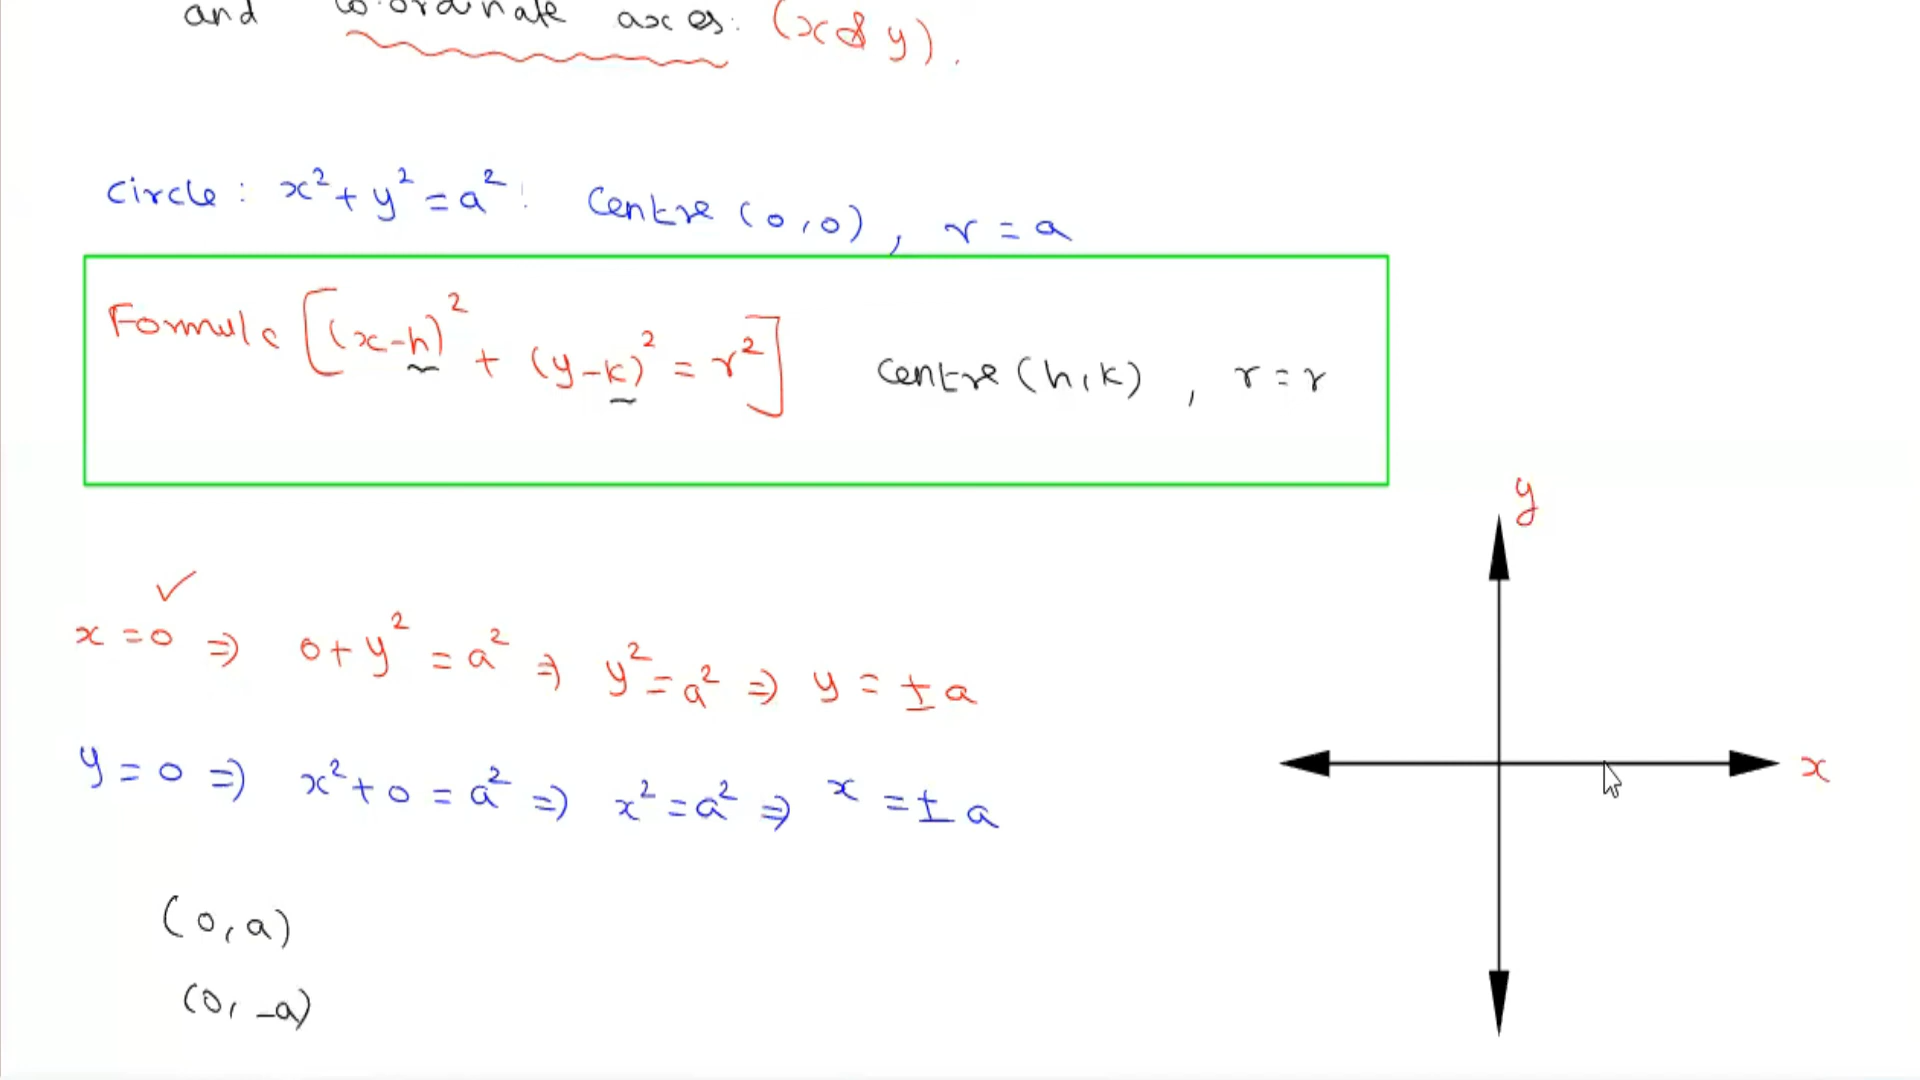 and co-ordinate axes: (x & y).
circle: x² + y² = a² : Centre (0,0), r = a
Formula [(x-h)² + (y-k)² = r²] Centre (h,k), r = r
✓
x = 0 ⇒ 0 + y² = a² ⇒ y² = a² ⇒ y = ± a
y = 0 ⇒ x² + 0 = a² ⇒ x² = a² ⇒ x = ± a
(0, a)
(0, -a)
y
x